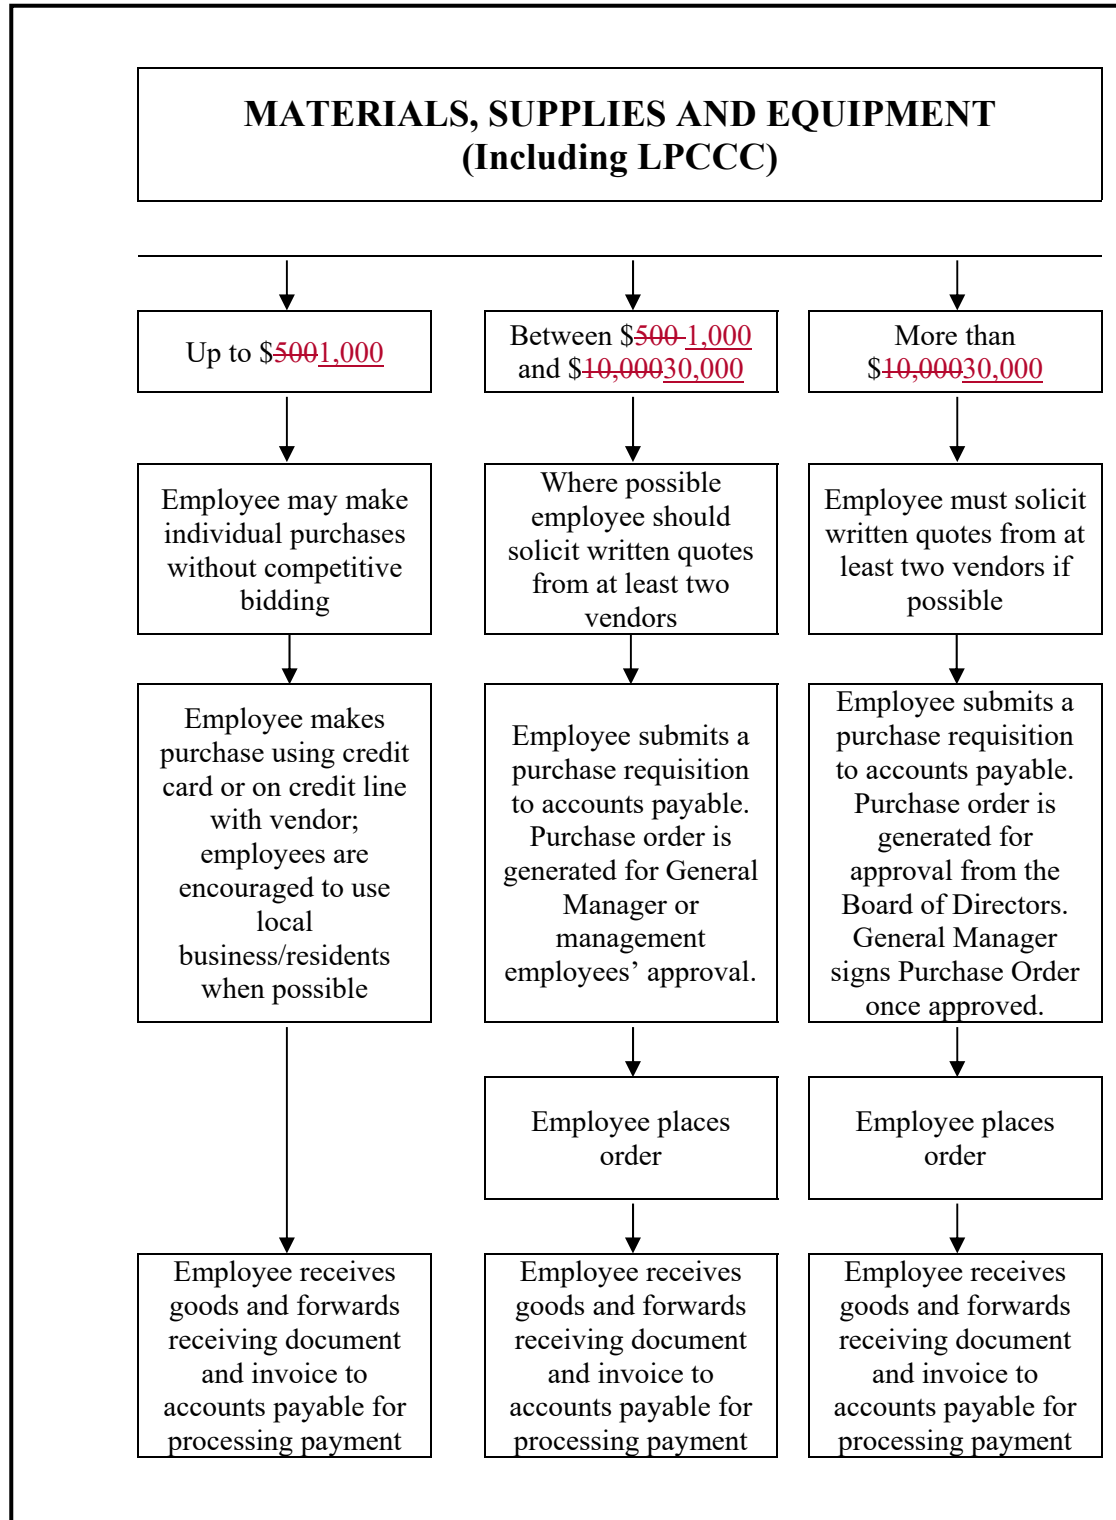 MATERIALS, SUPPLIES AND EQUIPMENT
(Including LPCCC)
Up to $5001,000
Between $500 1,000
and $10,00030,000
More than
$10,00030,000
Employee may make
individual purchases
without competitive
bidding
Where possible
employee should
solicit written quotes
from at least two
vendors
Employee must solicit
written quotes from at
least two vendors if
possible
Employee makes
purchase using credit
card or on credit line
with vendor;
employees are
encouraged to use
local
business/residents
when possible
Employee submits a
purchase requisition
to accounts payable.
Purchase order is
generated for General
Manager or
management
employees’ approval.
Employee submits a
purchase requisition
to accounts payable.
Purchase order is
generated for
approval from the
Board of Directors.
General Manager
signs Purchase Order
once approved.
Employee places
order
Employee places
order
Employee receives
goods and forwards
receiving document
and invoice to
accounts payable for
processing payment
Employee receives
goods and forwards
receiving document
and invoice to
accounts payable for
processing payment
Employee receives
goods and forwards
receiving document
and invoice to
accounts payable for
processing payment